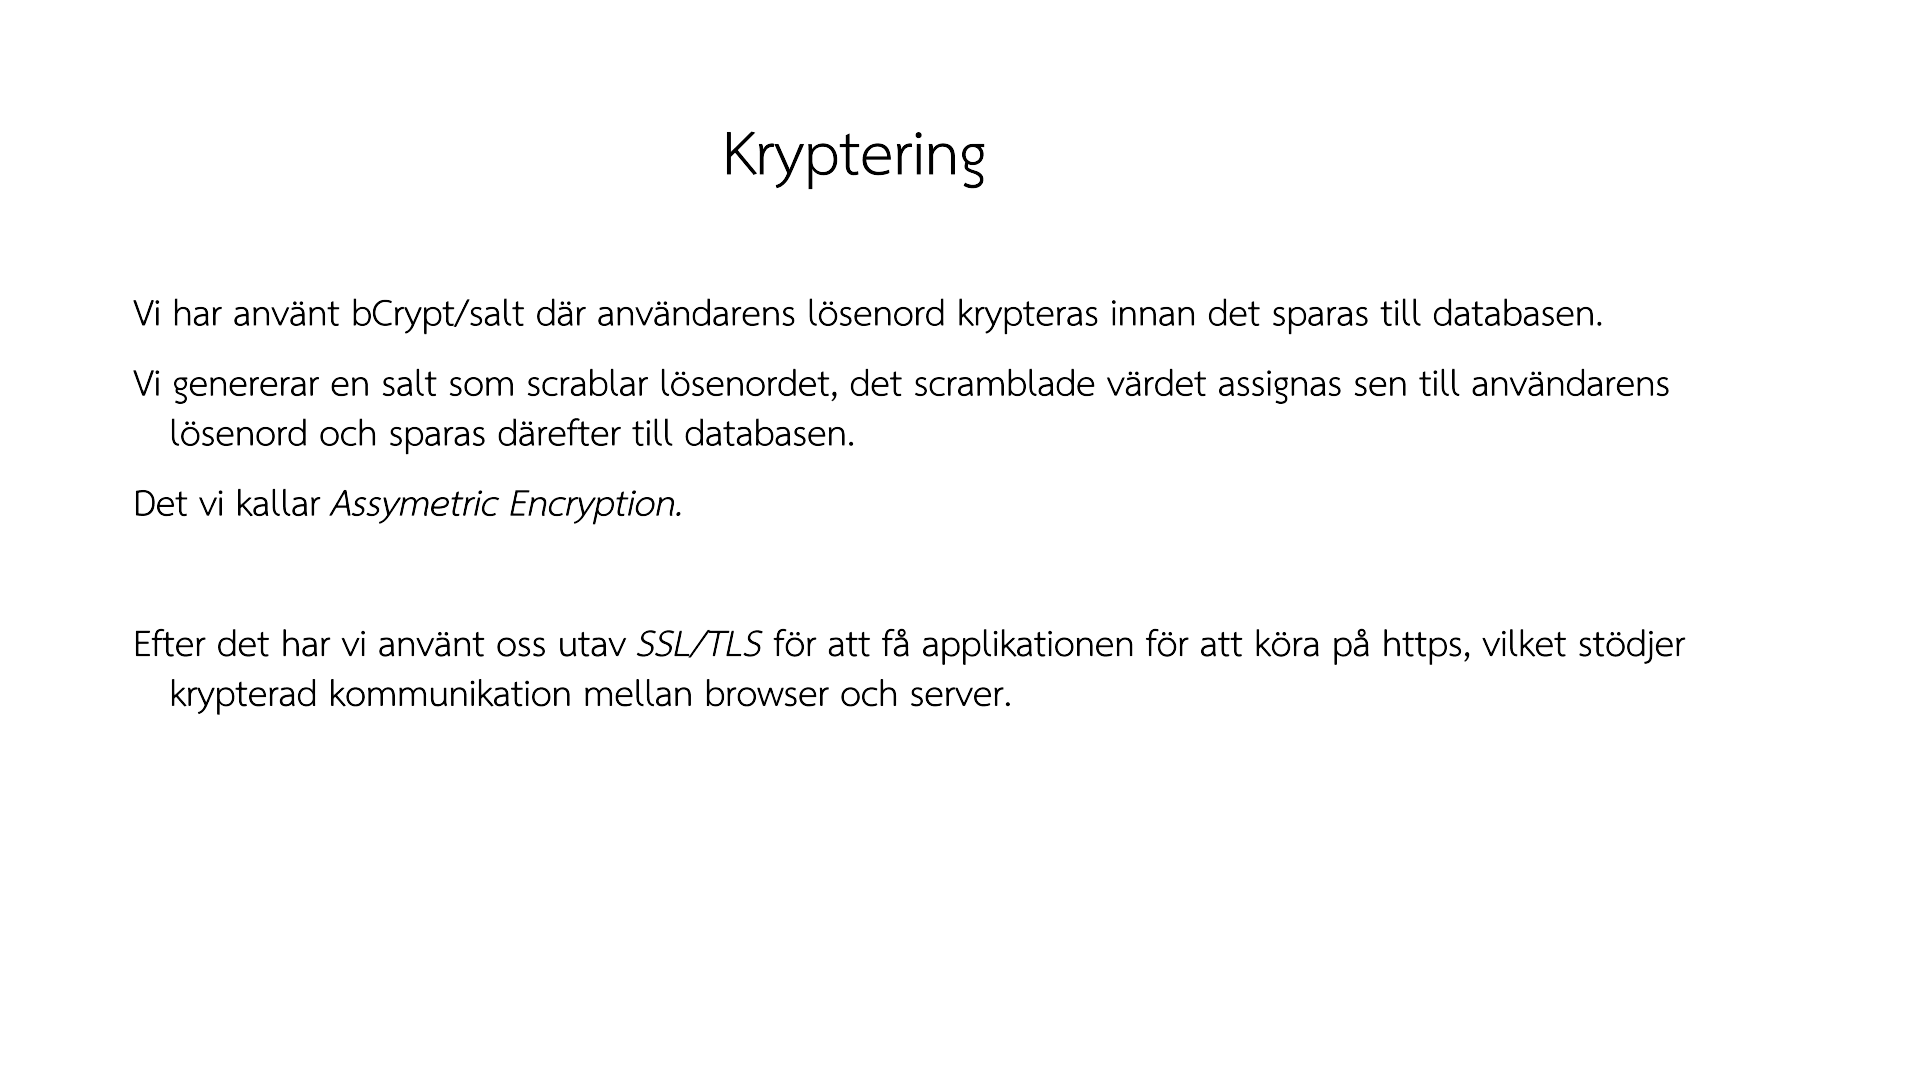 Kryptering
Vi har använt bCrypt/salt där användarens lösenord krypteras innan det sparas till databasen.
Vi genererar en salt som scrablar lösenordet, det scramblade värdet assignas sen till användarens
lösenord och sparas därefter till databasen.
Det vi kallar Assymetric Encryption.
Efter det har vi använt oss utav SSL/TLS för att få applikationen för att köra på https, vilket stödjer
krypterad kommunikation mellan browser och server.